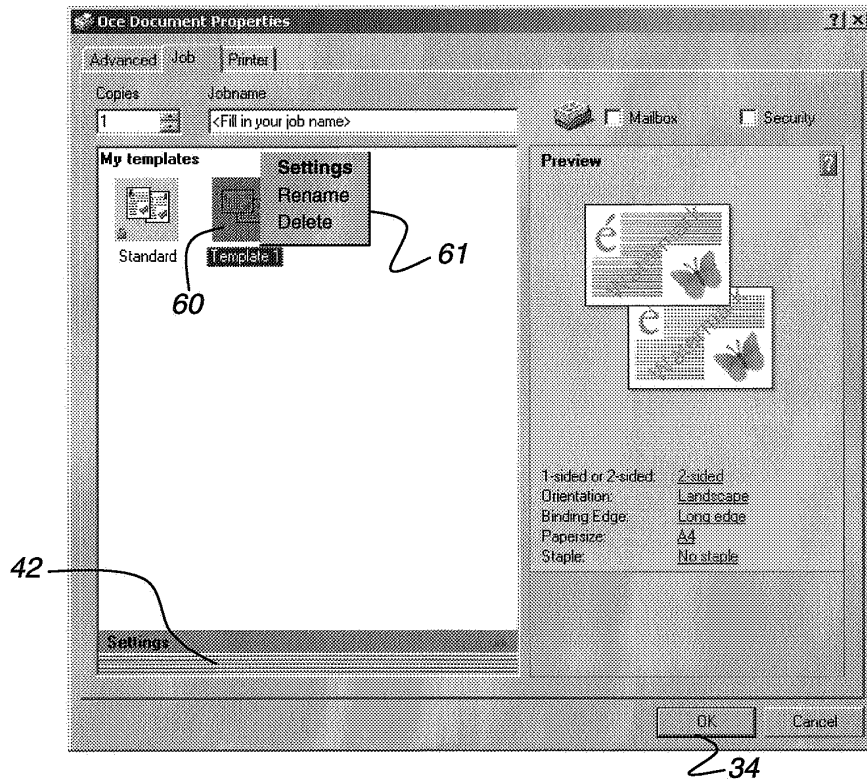 Oce Document Properties
Advanced Job Printer
Copies Jobname
1 <Fill in your job name> Mailbox Security
My templates
Settings
Rename
Delete
Standard Template 1
60
61
Preview
é
Watermark
é
Watermark
1-sided or 2-sided: 2-sided
Orientation: Landscape
Binding Edge: Long edge
Papersize: A4
Staple: No staple
42
Settings
OK Cancel
34